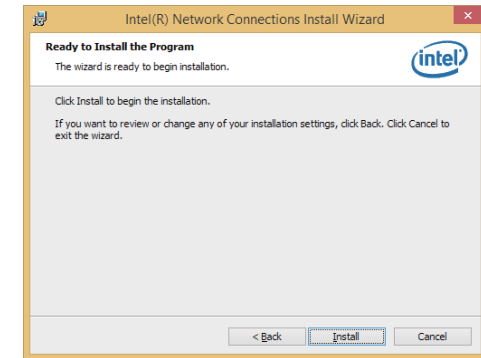 Intel(R) Network Connections Install Wizard
Ready to Install the Program
The wizard is ready to begin installation.
intel
Click Install to begin the installation.
If you want to review or change any of your installation settings, click Back. Click Cancel to
exit the wizard.
< Back
Install
Cancel